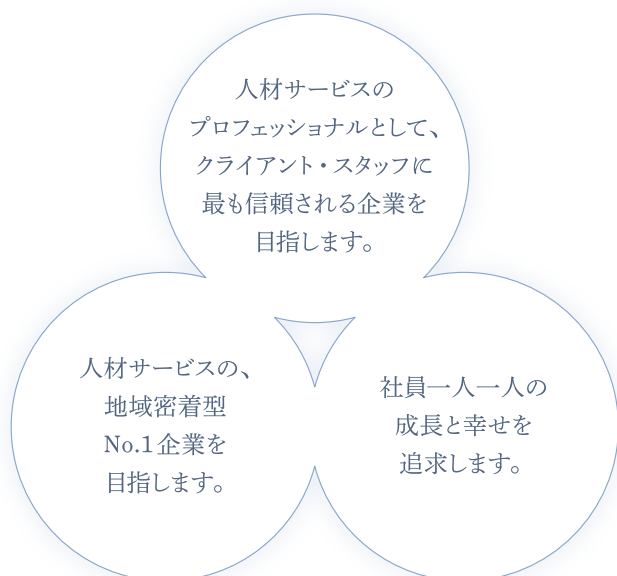 人材サービスの
プロフェッショナルとして、
クライアント・スタッフに
最も信頼される企業を
目指します。
人材サービスの、
地域密着型
No.1企業を
目指します。
社員一人一人の
成長と幸せを
追求します。